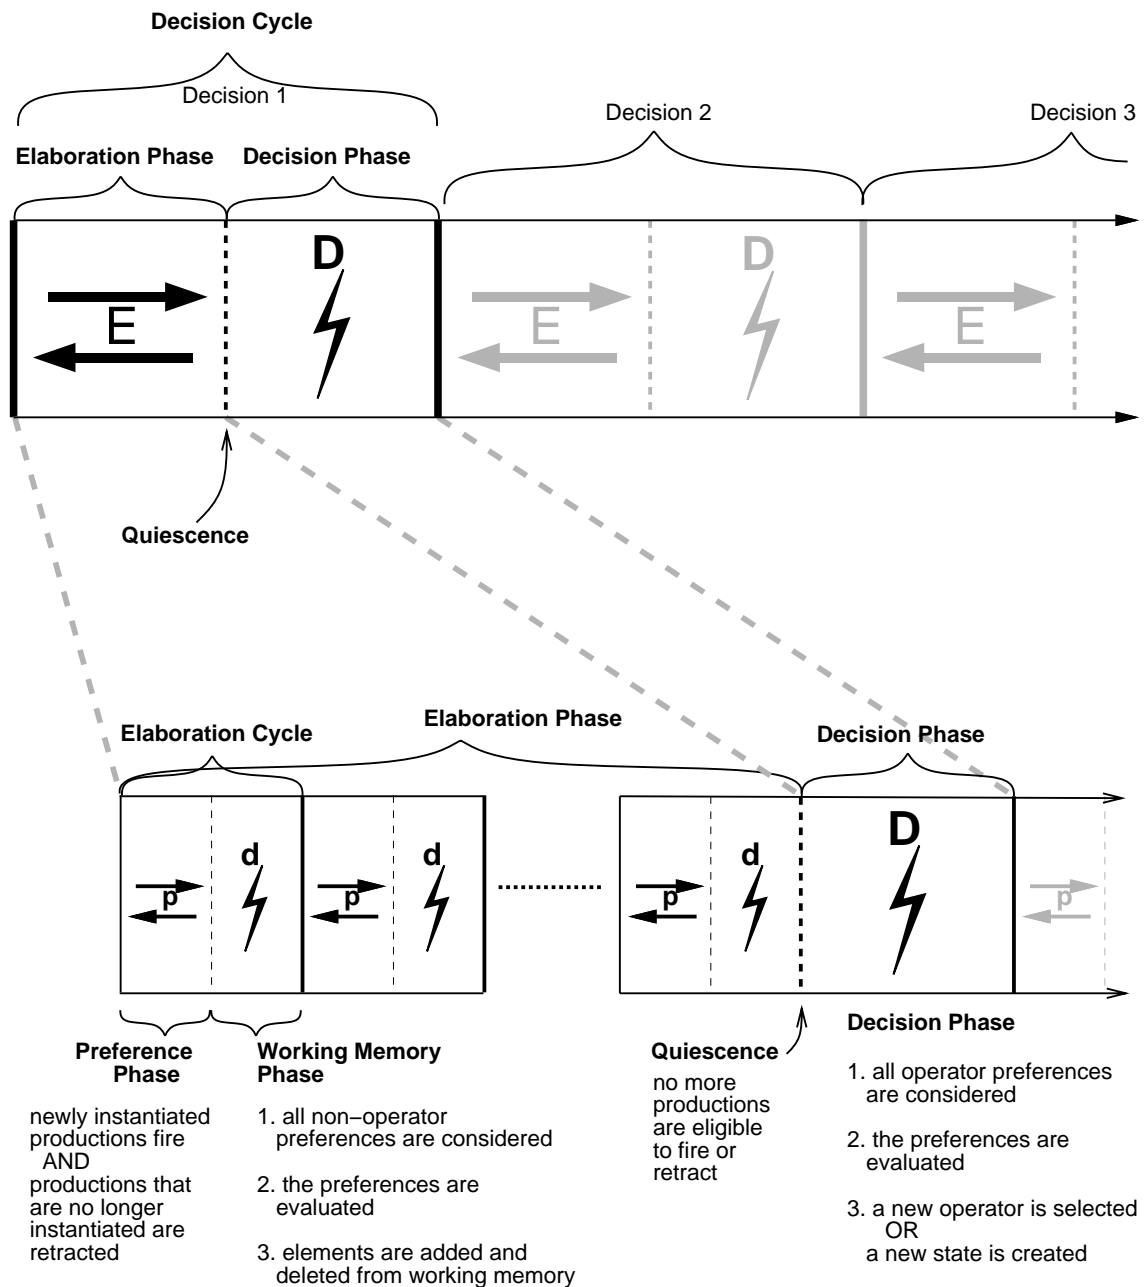 Decision Cycle
Decision 1
Decision 2
Decision 3
Elaboration Phase
Decision Phase
D
D
E
E
E
Quiescence
Elaboration Phase
Elaboration Cycle
Decision Phase
d
d
d
D
p
p
p
p
Preference
Phase
newly instantiated
productions fire
AND
productions that
are no longer
instantiated are
retracted
Working Memory
Phase
1. all non−operator
preferences are considered
2. the preferences are
evaluated
3. elements are added and
deleted from working memory
Quiescence
no more
productions
are eligible
to fire or
retract
Decision Phase
1. all operator preferences
are considered
2. the preferences are
evaluated
3. a new operator is selected
OR
a new state is created